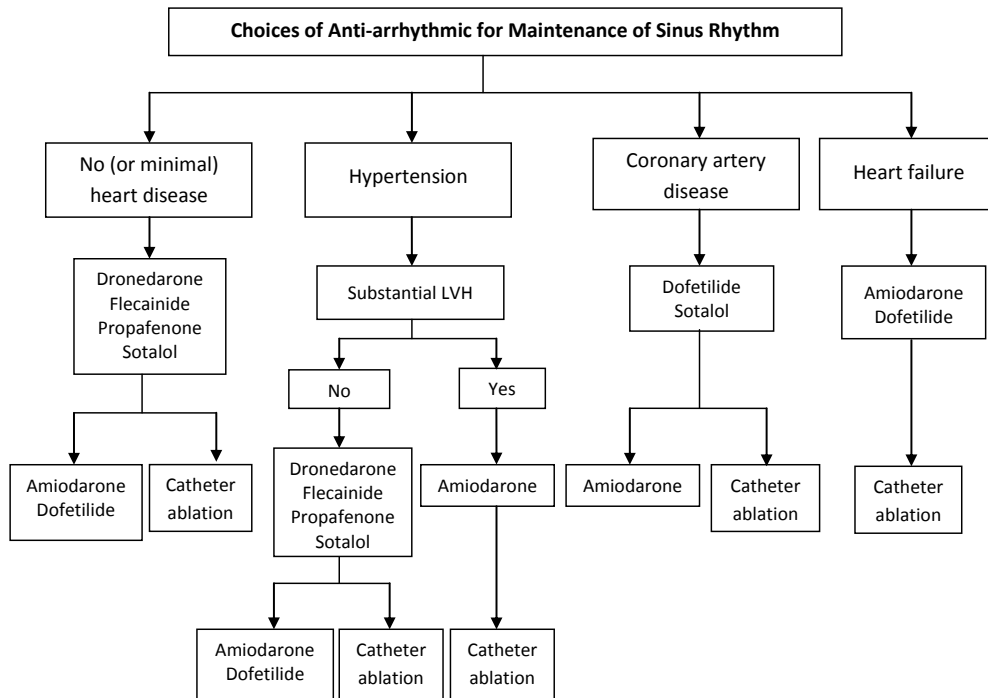 Choices of Anti-arrhythmic for Maintenance of Sinus Rhythm
No (or minimal)
heart disease
Hypertension
Coronary artery
disease
Heart failure
Dronedarone
Flecainide
Propafenone
Sotalol
Substantial LVH
Dofetilide
Sotalol
Amiodarone
Dofetilide
No
Yes
Amiodarone
Dofetilide
Catheter
ablation
Dronedarone
Flecainide
Propafenone
Sotalol
Amiodarone
Amiodarone
Catheter
ablation
Catheter
ablation
Amiodarone
Dofetilide
Catheter
ablation
Catheter
ablation